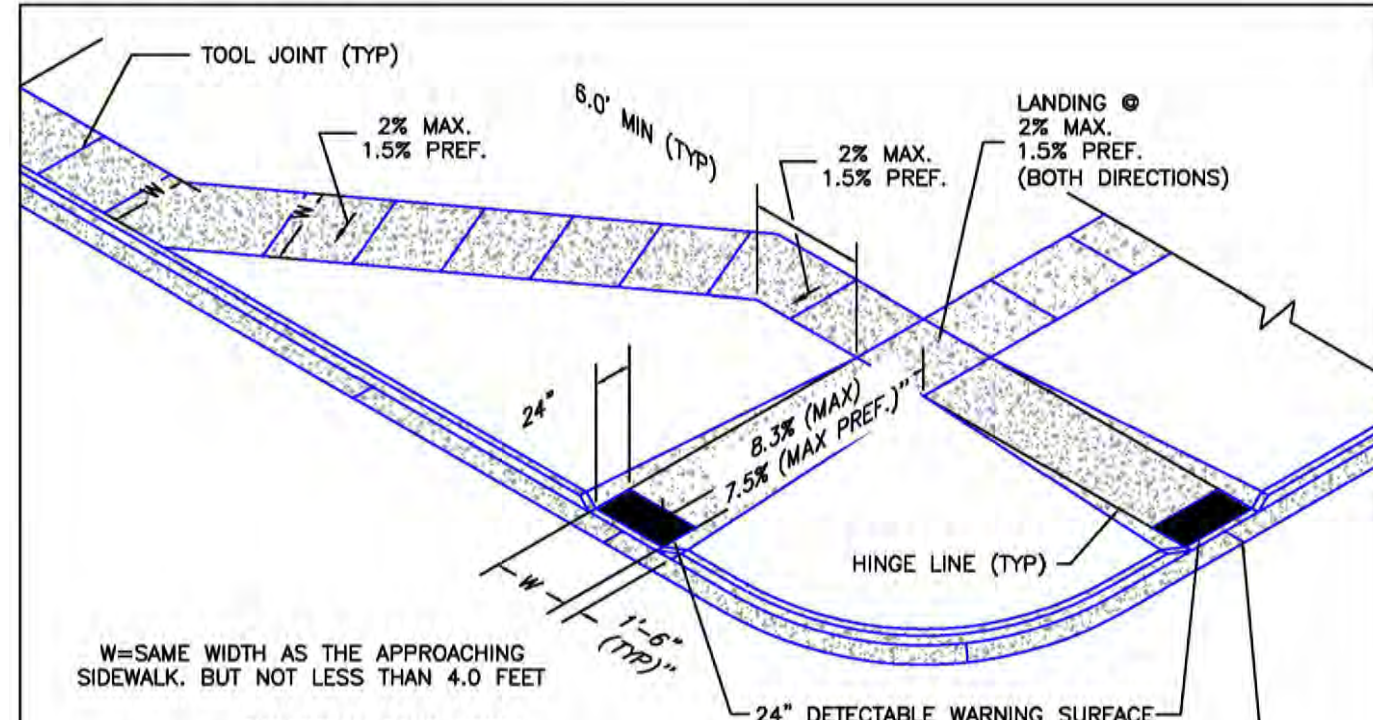 TOOL JOINT (TYP)
2% MAX.
1.5% PREF.
6.0' MIN (TYP)
2% MAX.
1.5% PREF.
LANDING @
2% MAX.
1.5% PREF.
(BOTH DIRECTIONS)
W
W
24"
8.3% (MAX)
7.5% (MAX PREF.)"
HINGE LINE (TYP)
W
1'-6"
(TYP)"
W=SAME WIDTH AS THE APPROACHING
SIDEWALK. BUT NOT LESS THAN 4.0 FEET
24" DETECTABLE WARNING SURFACE